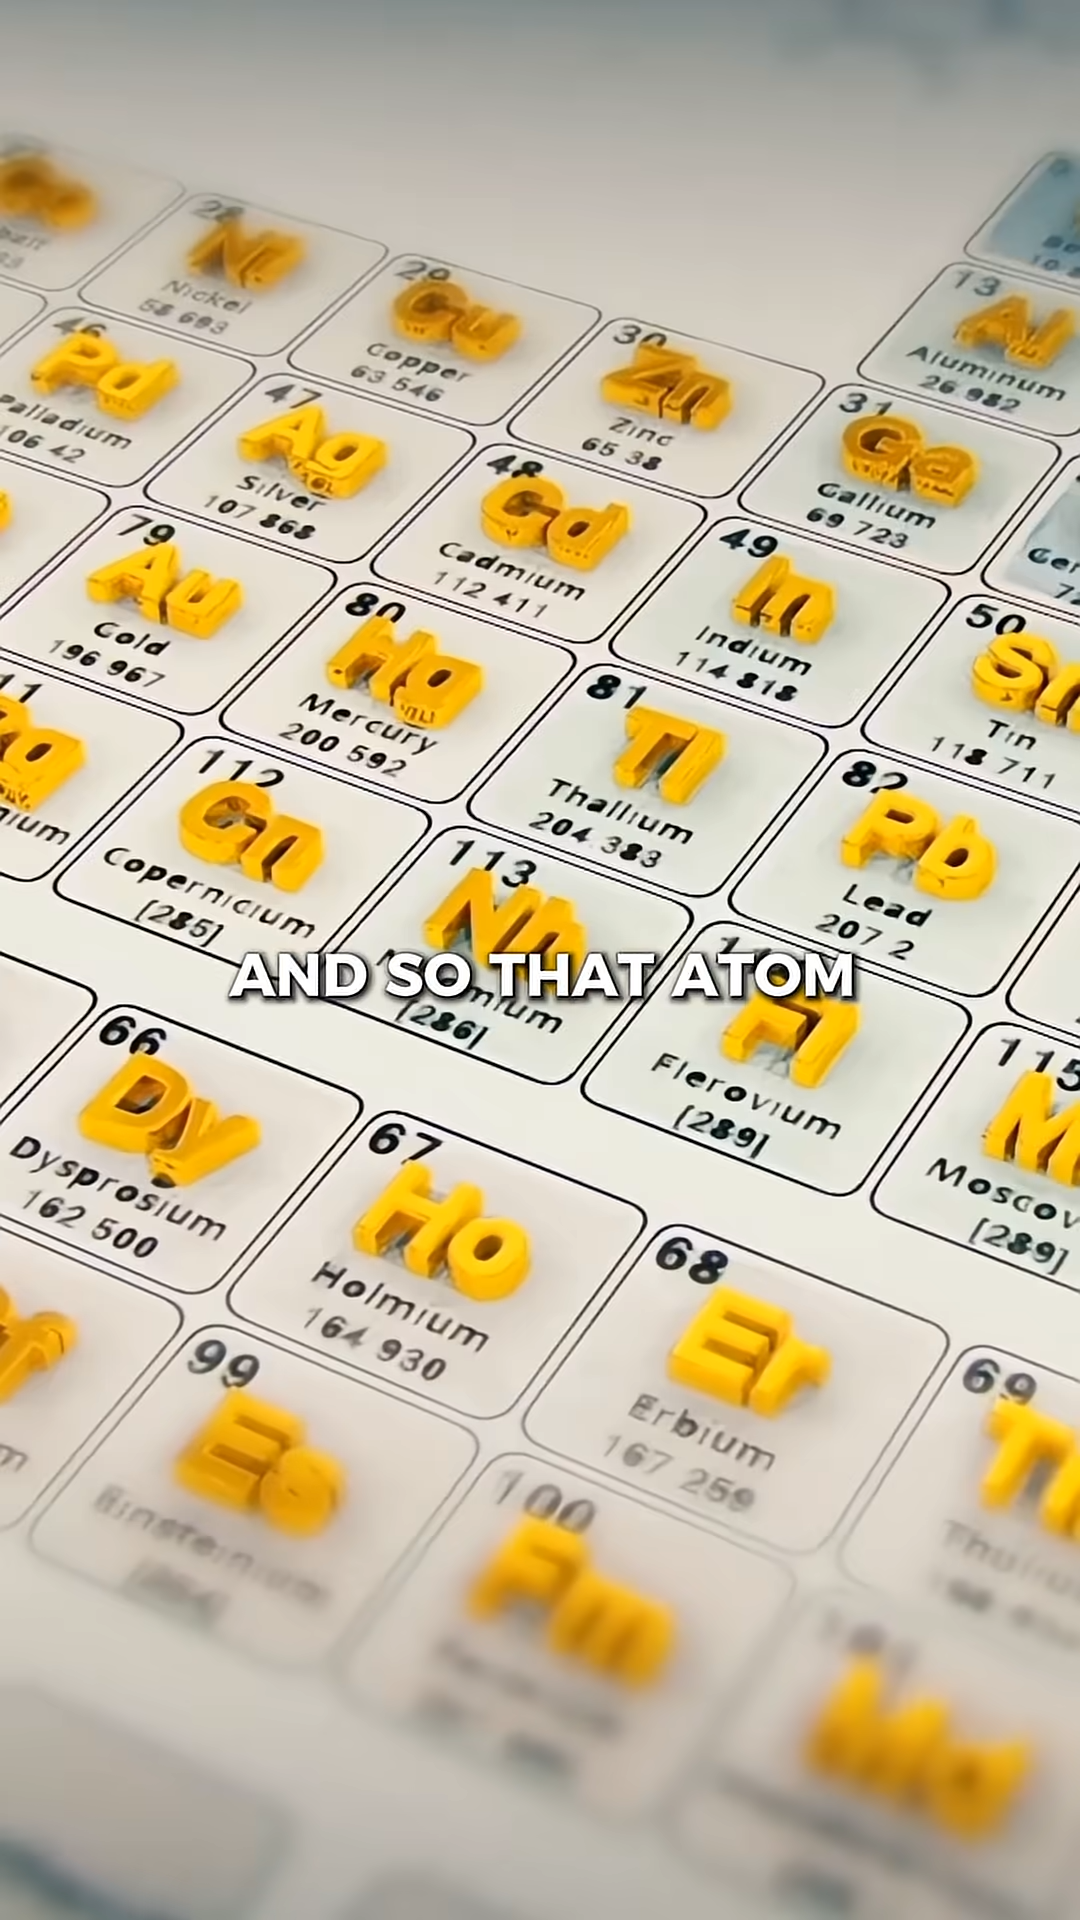 28
Ni
Nickel
58 693
29
Cu
Copper
63 546
30
Zn
Zinc
65 38
13
Al
Aluminum
26 982
46
Pd
Palladium
106 42
47
Ag
Silver
107 868
48
Cd
Cadmium
112 411
31
Ga
Gallium
69 723
79
Au
Gold
196 967
80
Hg
Mercury
200 592
49
In
Indium
114 818
50
Sn
Tin
118 711
112
Cn
Copernicium
[285]
81
Tl
Thallium
204 383
82
Pb
Lead
207 2
113
Nh
[286]
AND SO THAT ATOM
Fl
Flerovium
[289]
115
M
Moscov
[289]
66
Dy
Dysprosium
162 500
67
Ho
Holmium
164 930
68
Er
Erbium
167 259
69
99
Es
Einsteinium
100
Fm
Md